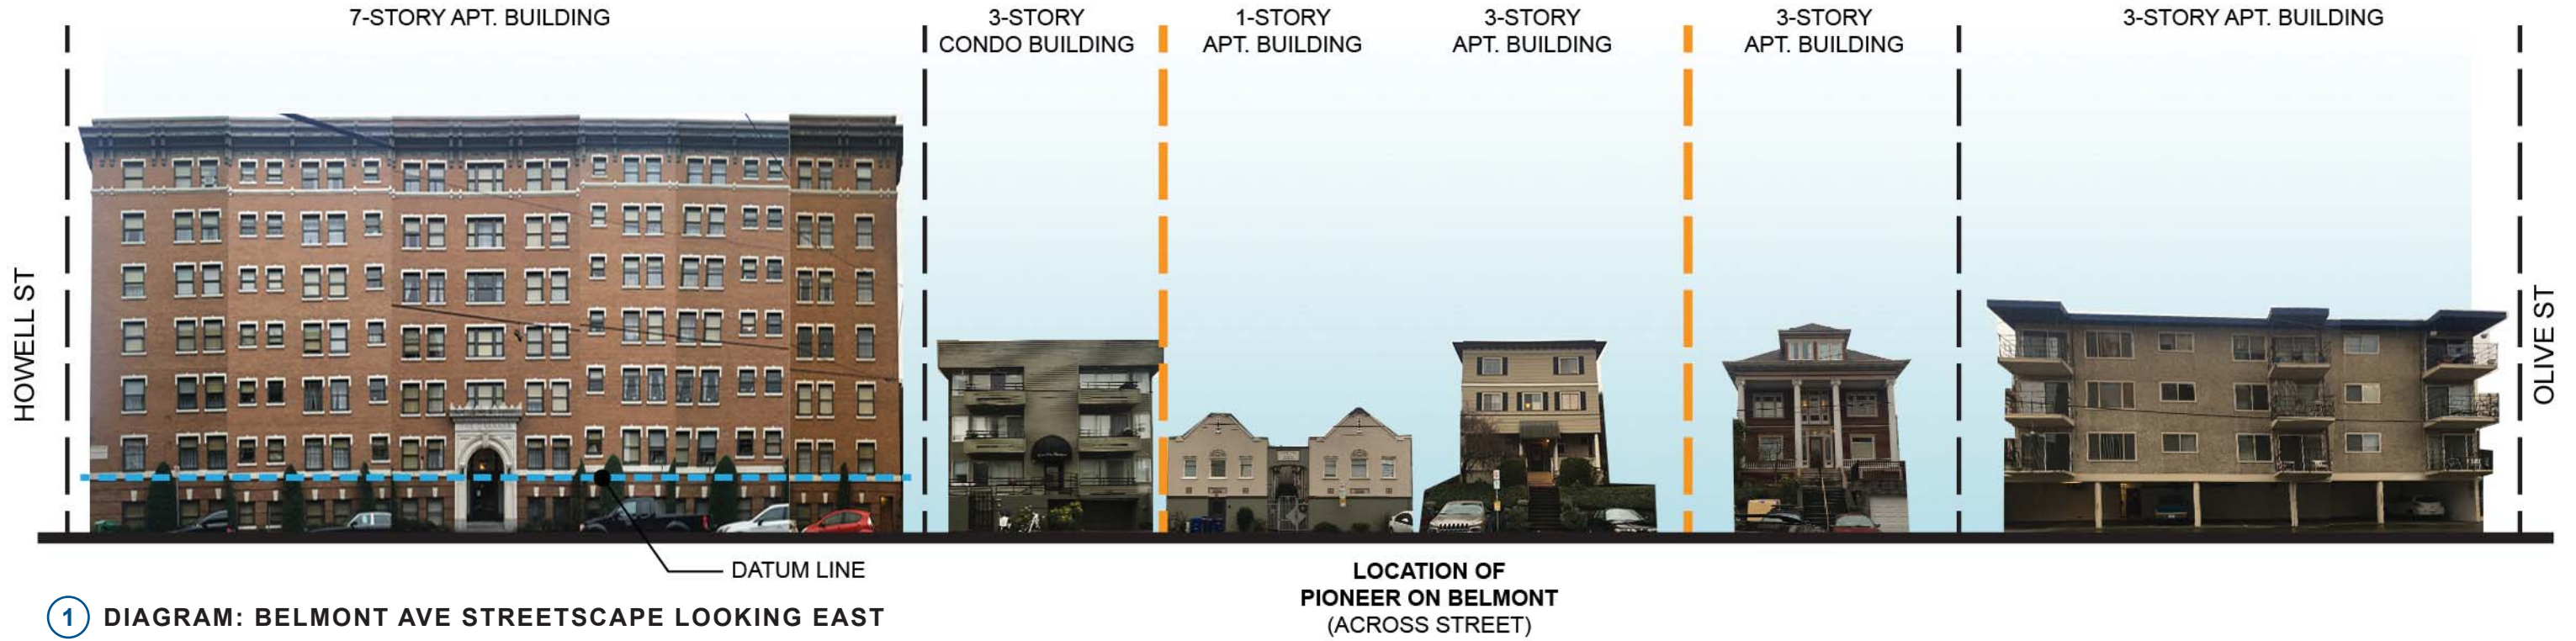 7-STORY APT. BUILDING
3-STORY
CONDO BUILDING
1-STORY
APT. BUILDING
3-STORY
APT. BUILDING
3-STORY
APT. BUILDING
3-STORY APT. BUILDING
HOWELL ST
OLIVE ST
DATUM LINE
LOCATION OF
PIONEER ON BELMONT
(ACROSS STREET)
1 DIAGRAM: BELMONT AVE STREETSCAPE LOOKING EAST